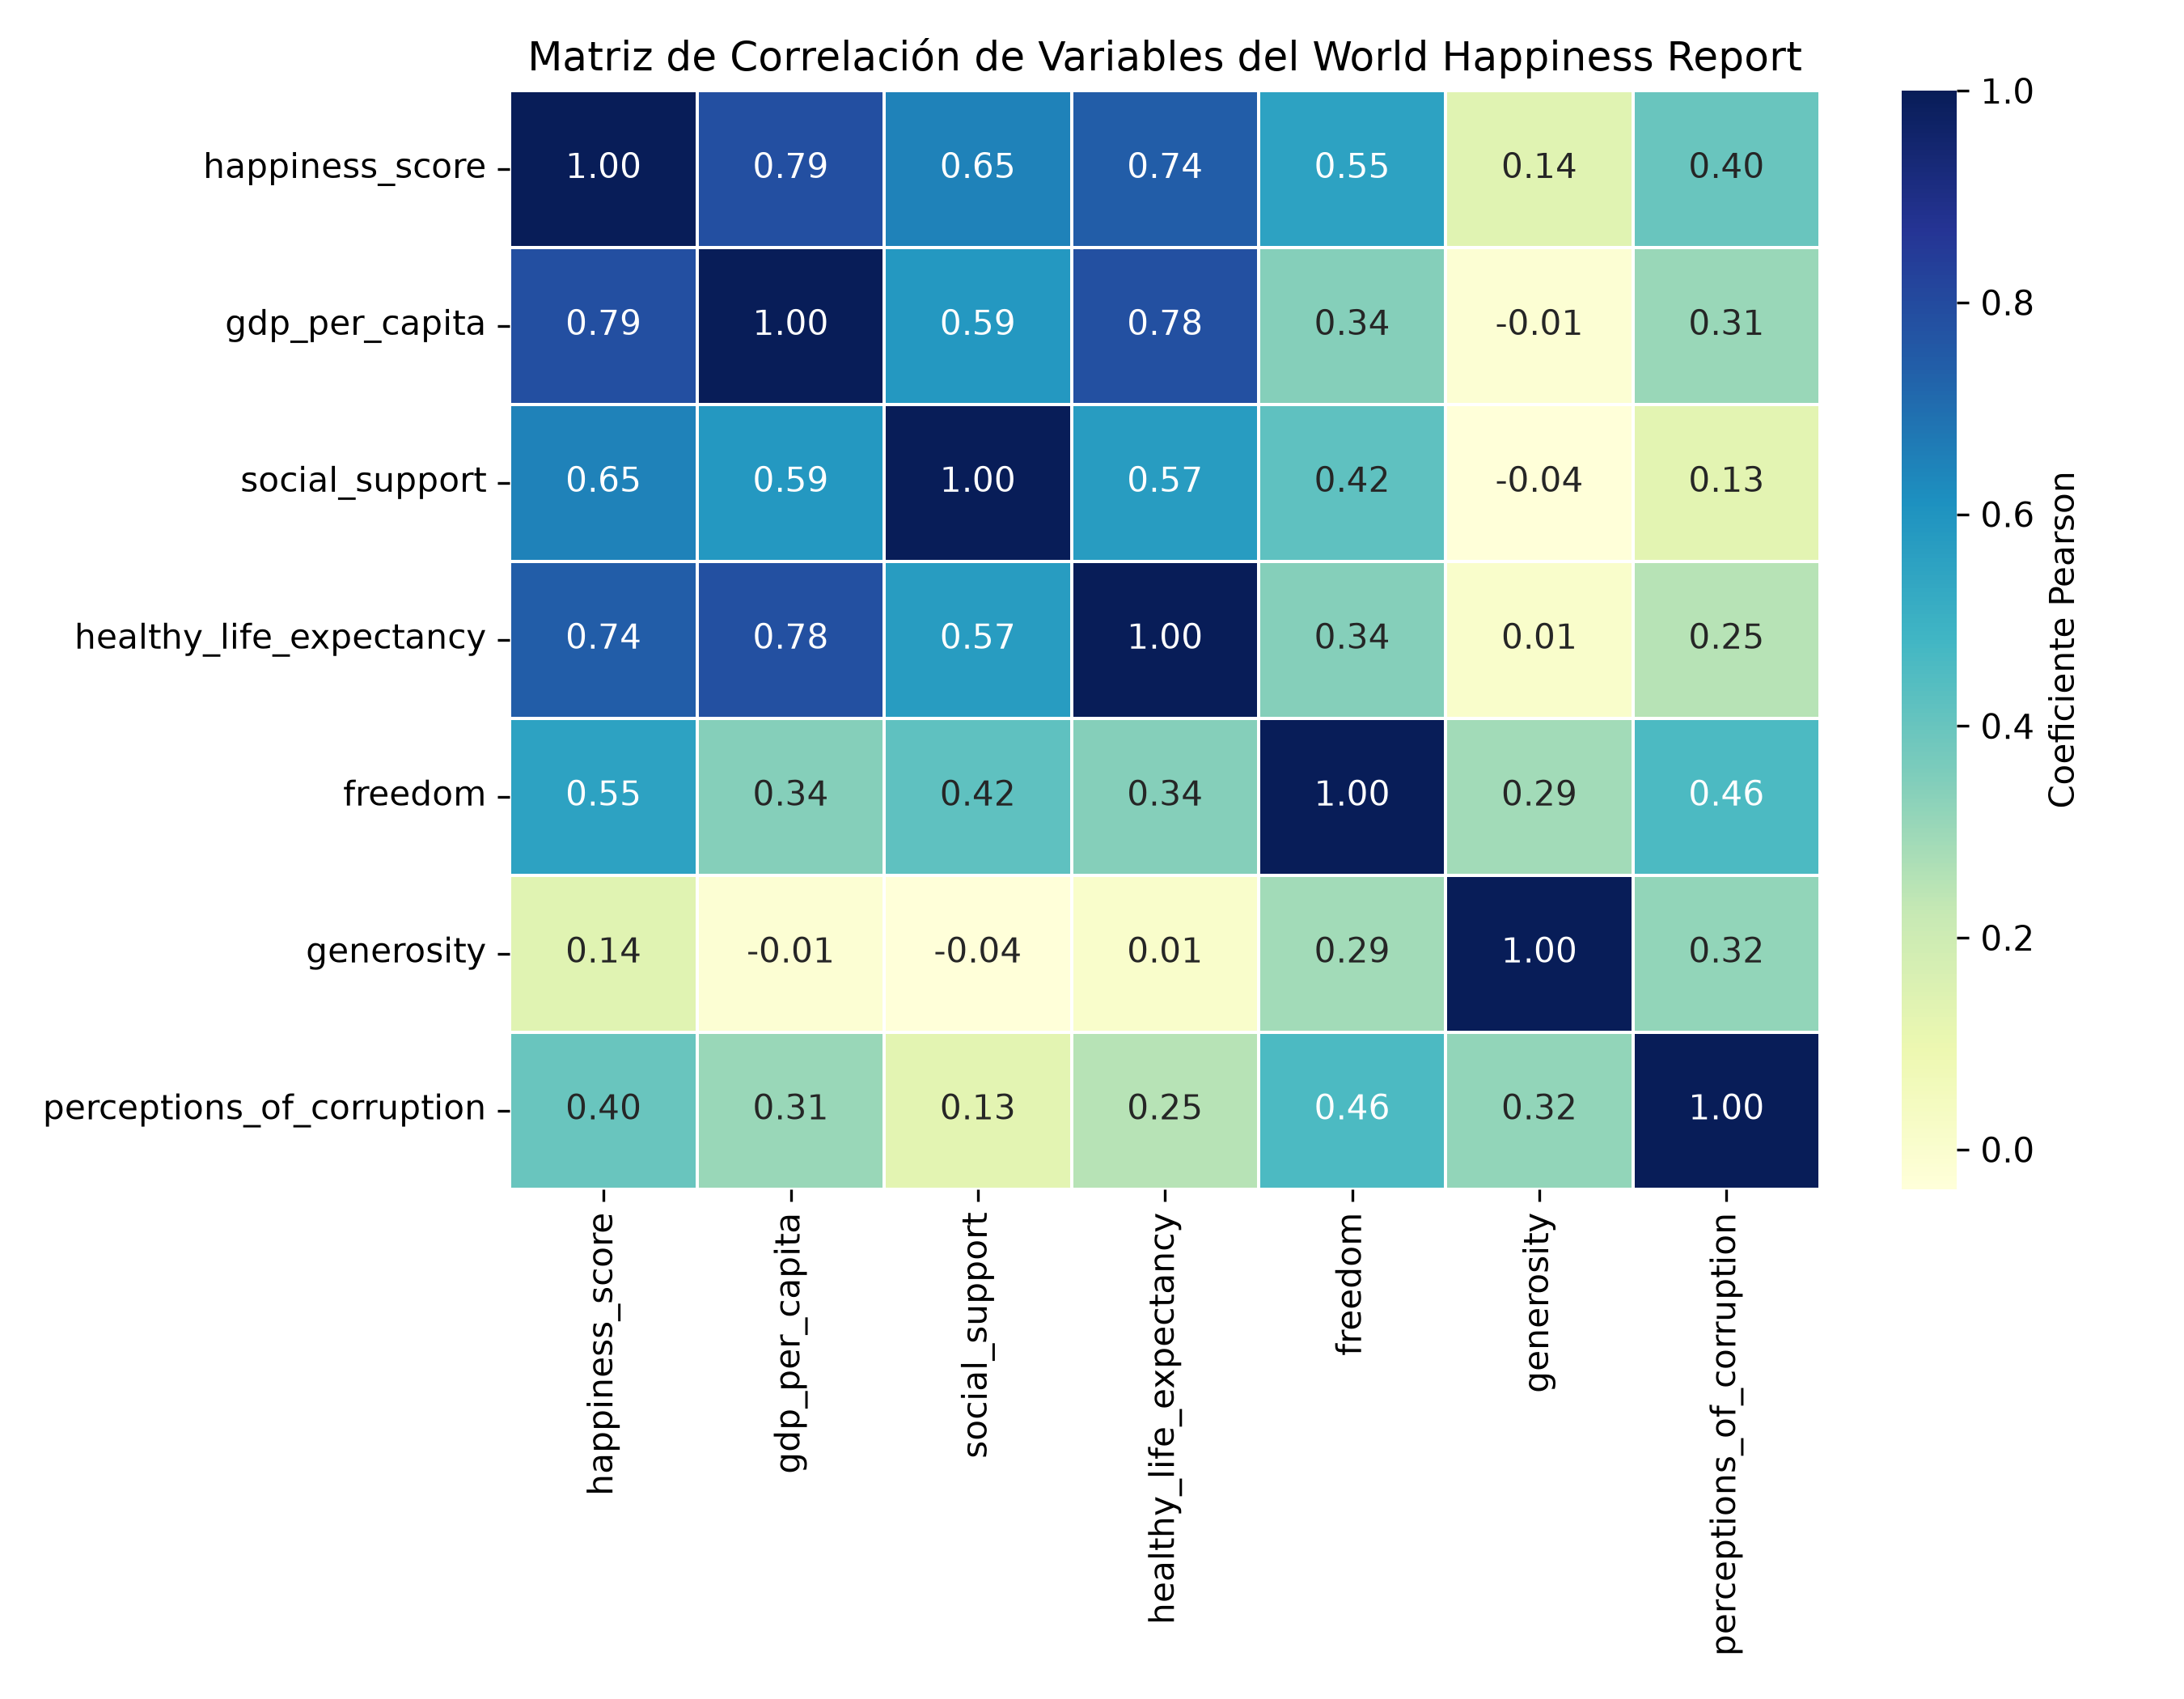 Matriz de Correlación de Variables del World Happiness Report
happiness_score 1.00 0.79 0.65 0.74 0.55 0.14 0.40
gdp_per_capita 0.79 1.00 0.59 0.78 0.34 -0.01 0.31
social_support 0.65 0.59 1.00 0.57 0.42 -0.04 0.13
healthy_life_expectancy 0.74 0.78 0.57 1.00 0.34 0.01 0.25
freedom 0.55 0.34 0.42 0.34 1.00 0.29 0.46
generosity 0.14 -0.01 -0.04 0.01 0.29 1.00 0.32
perceptions_of_corruption 0.40 0.31 0.13 0.25 0.46 0.32 1.00
happiness_score
gdp_per_capita
social_support
healthy_life_expectancy
freedom
generosity
perceptions_of_corruption
1.0
0.8
0.6
0.4
0.2
0.0
Coeficiente Pearson